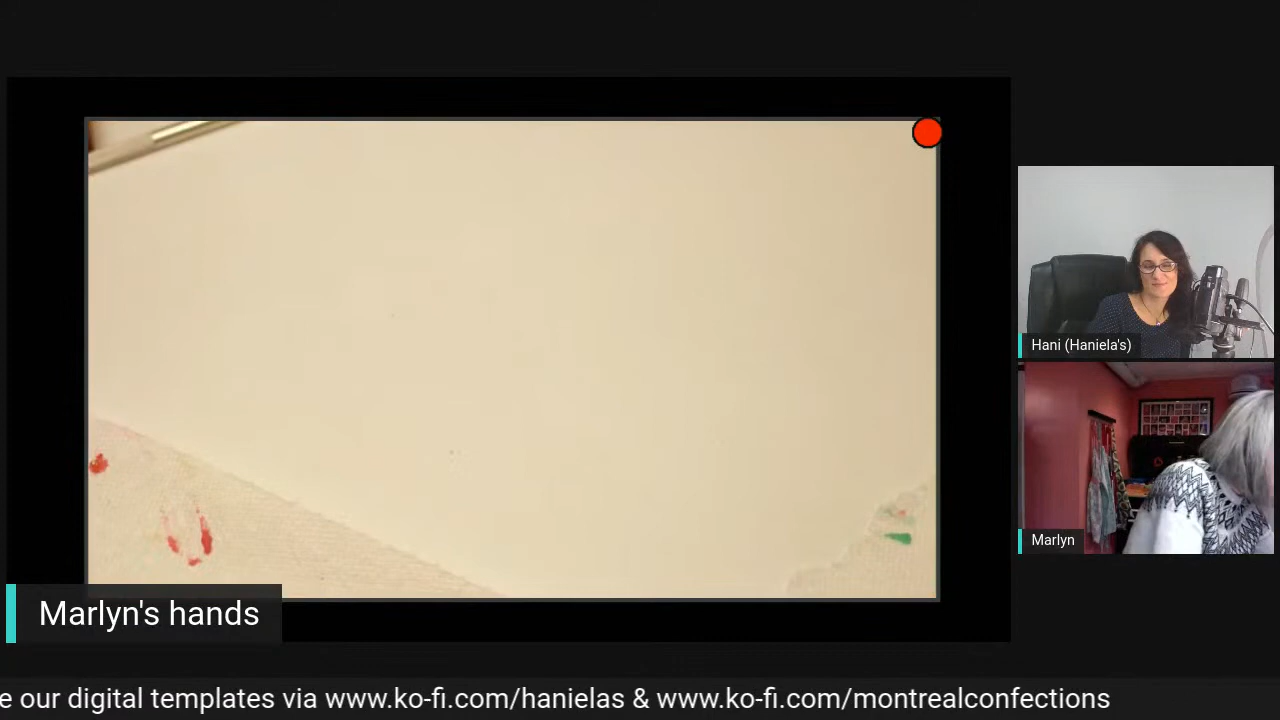 Hani (Haniela's)
Marlyn
Marlyn's hands
e our digital templates via www.ko-fi.com/hanielas & www.ko-fi.com/montrealconfections